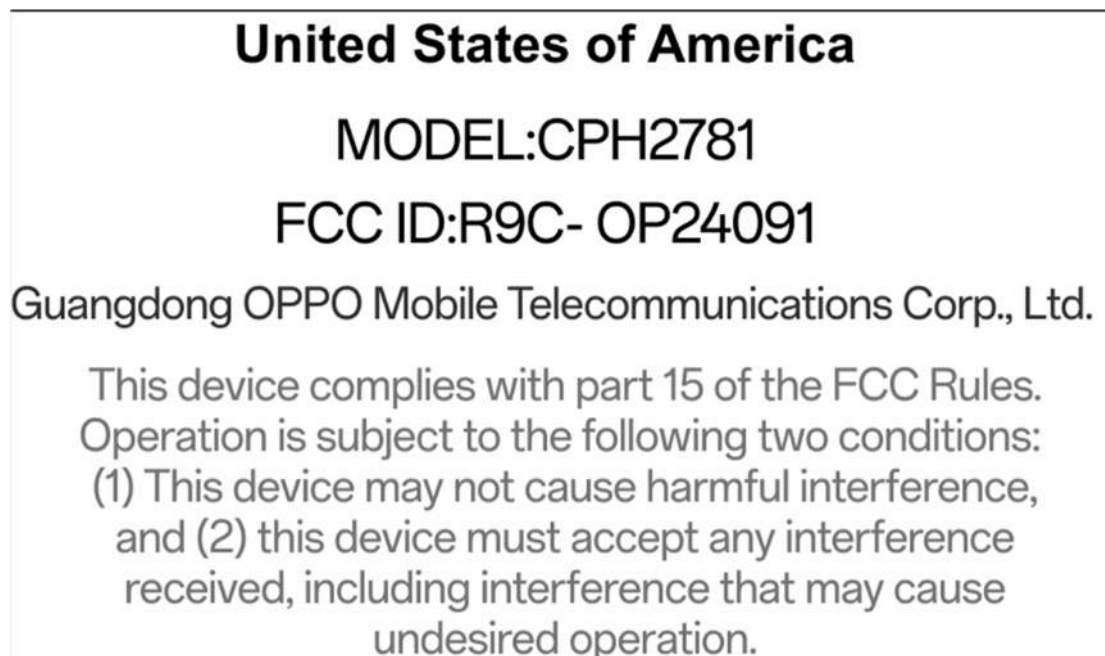 United States of America
MODEL:CPH2781
FCC ID:R9C- OP24091
Guangdong OPPO Mobile Telecommunications Corp., Ltd.
This device complies with part 15 of the FCC Rules.
Operation is subject to the following two conditions:
(1) This device may not cause harmful interference,
and (2) this device must accept any interference
received, including interference that may cause
undesired operation.